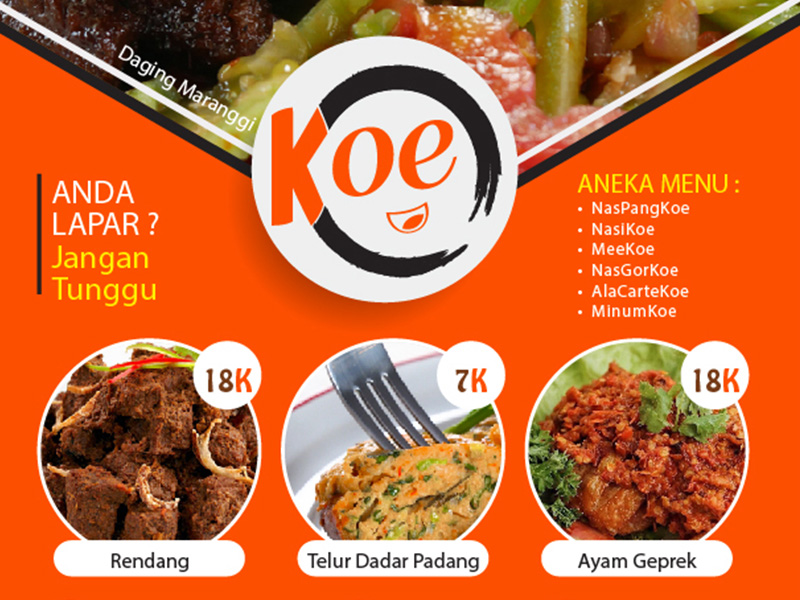 Daging Maranggi
Koe
ANDA
LAPAR ?
Jangan
Tunggu
ANEKA MENU :
• NasPangKoe
• NasiKoe
• MeeKoe
• NasGorKoe
• AlaCarteKoe
• MinumKoe
18K
7K
18K
Rendang
Telur Dadar Padang
Ayam Geprek